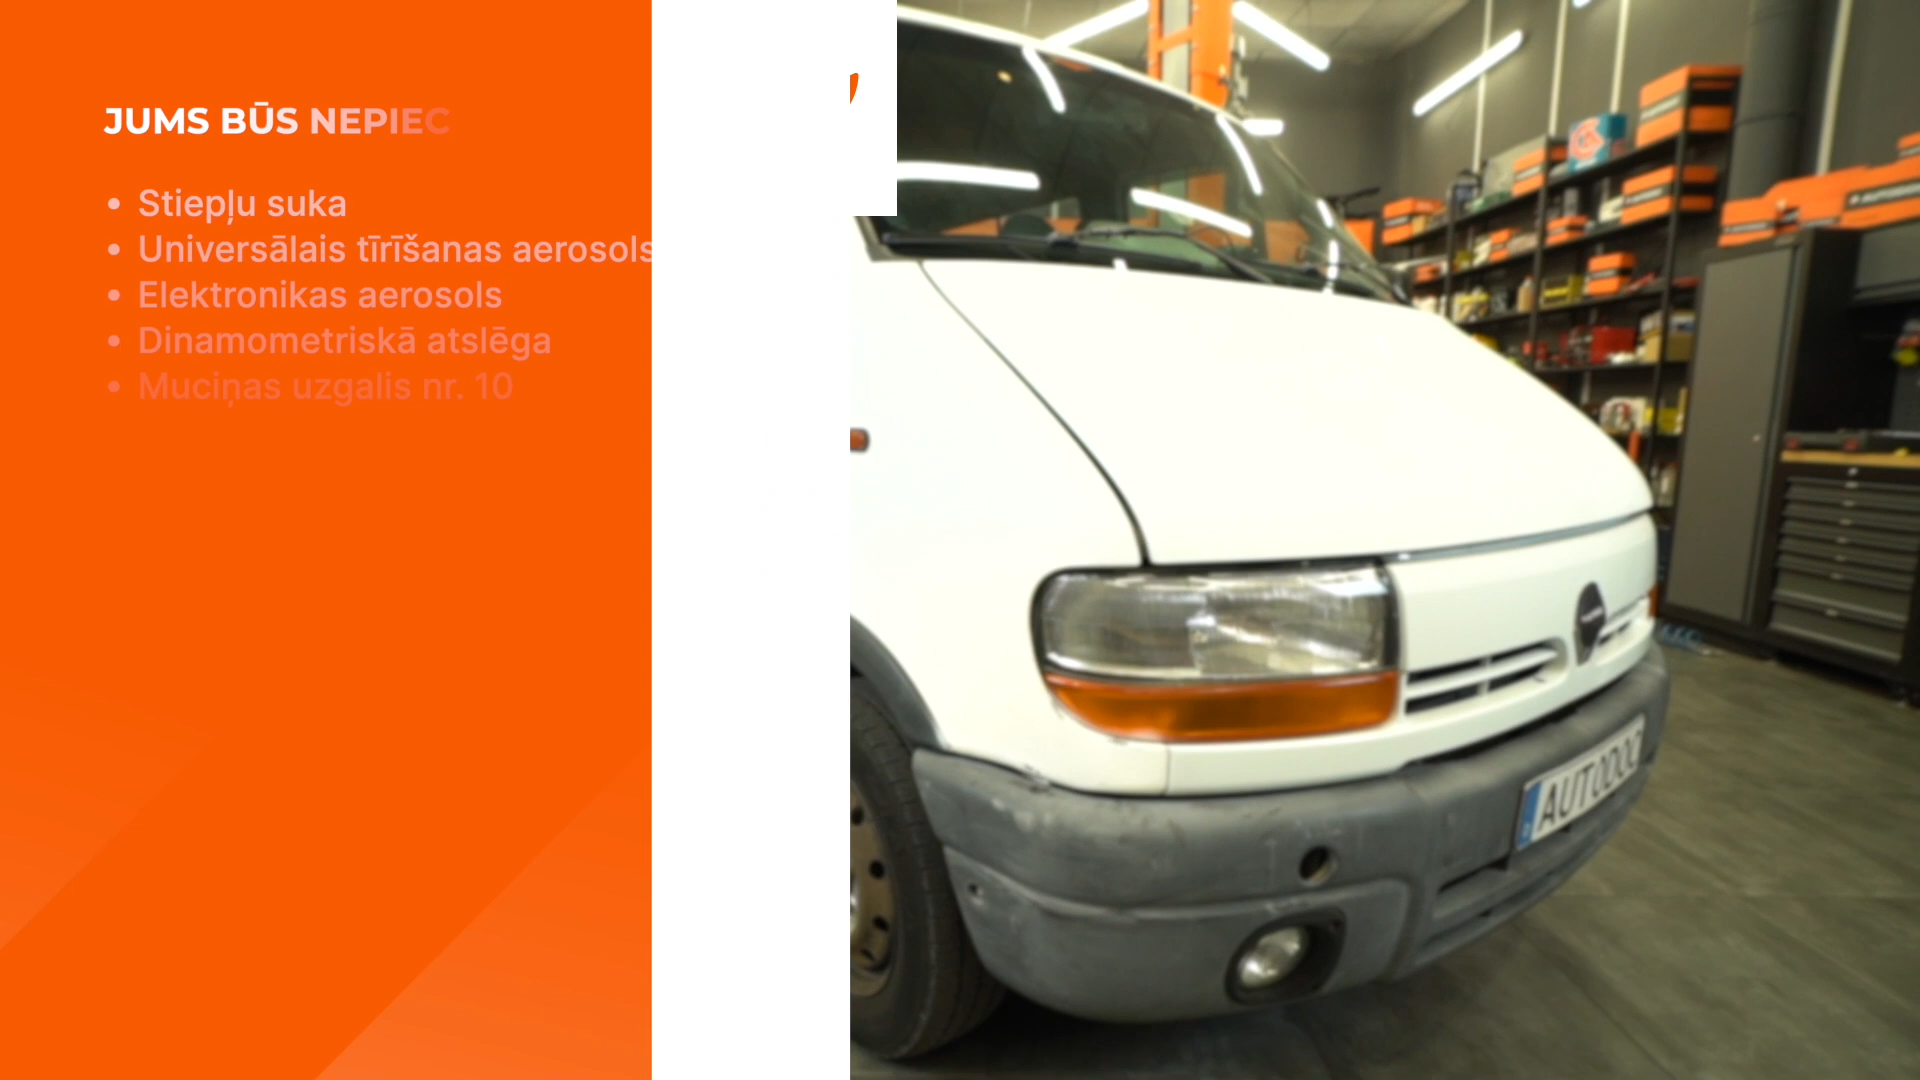 JUMS BŪS NEPIEC
• Stiepļu suka
• Universālais tīrīšanas aerosols
• Elektronikas aerosols
• Dinamometriskā atslēga
• Muciņas uzgalis nr. 10
AUTODOC